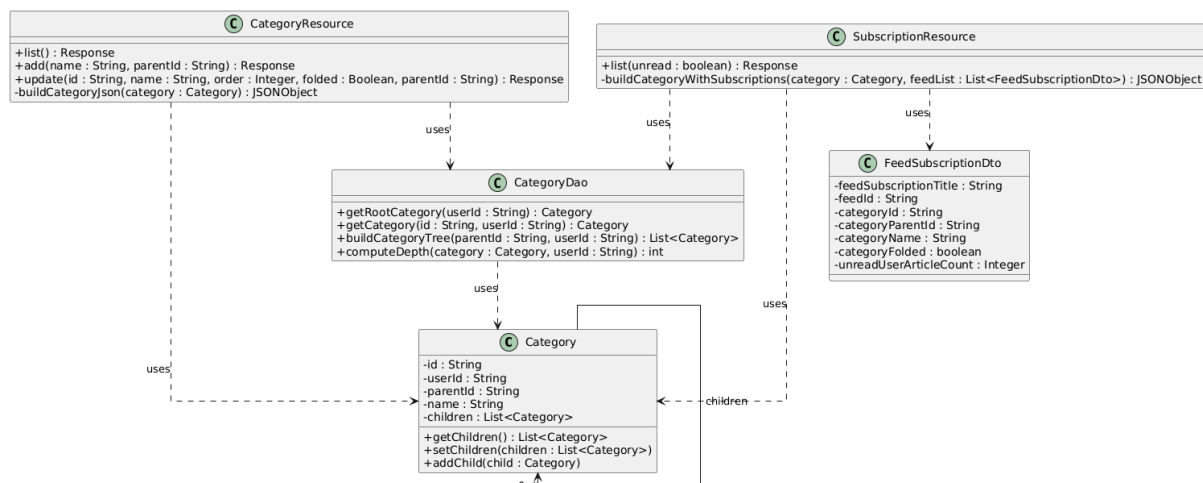 C CategoryResource
+list() : Response
+add(name : String, parentId : String) : Response
+update(id : String, name : String, order : Integer, folded : Boolean, parentId : String) : Response
-buildCategoryJson(category : Category) : JSONObject
C SubscriptionResource
+list(unread : boolean) : Response
-buildCategoryWithSubscriptions(category : Category, feedList : List<FeedSubscriptionDto>) : JSONObject
uses
uses
uses
C CategoryDao
+getRootCategory(userId : String) : Category
+getCategory(id : String, userId : String) : Category
+buildCategoryTree(parentId : String, userId : String) : List<Category>
+computeDepth(category : Category, userId : String) : int
C FeedSubscriptionDto
-feedSubscriptionTitle : String
-feedId : String
-categoryId : String
-categoryParentId : String
-categoryName : String
-categoryFolded : boolean
-unreadUserArticleCount : Integer
uses
uses
uses
C Category
-id : String
-userId : String
-parentId : String
-name : String
-children : List<Category>
+getChildren() : List<Category>
+setChildren(children : List<Category>)
+addChild(child : Category)
children